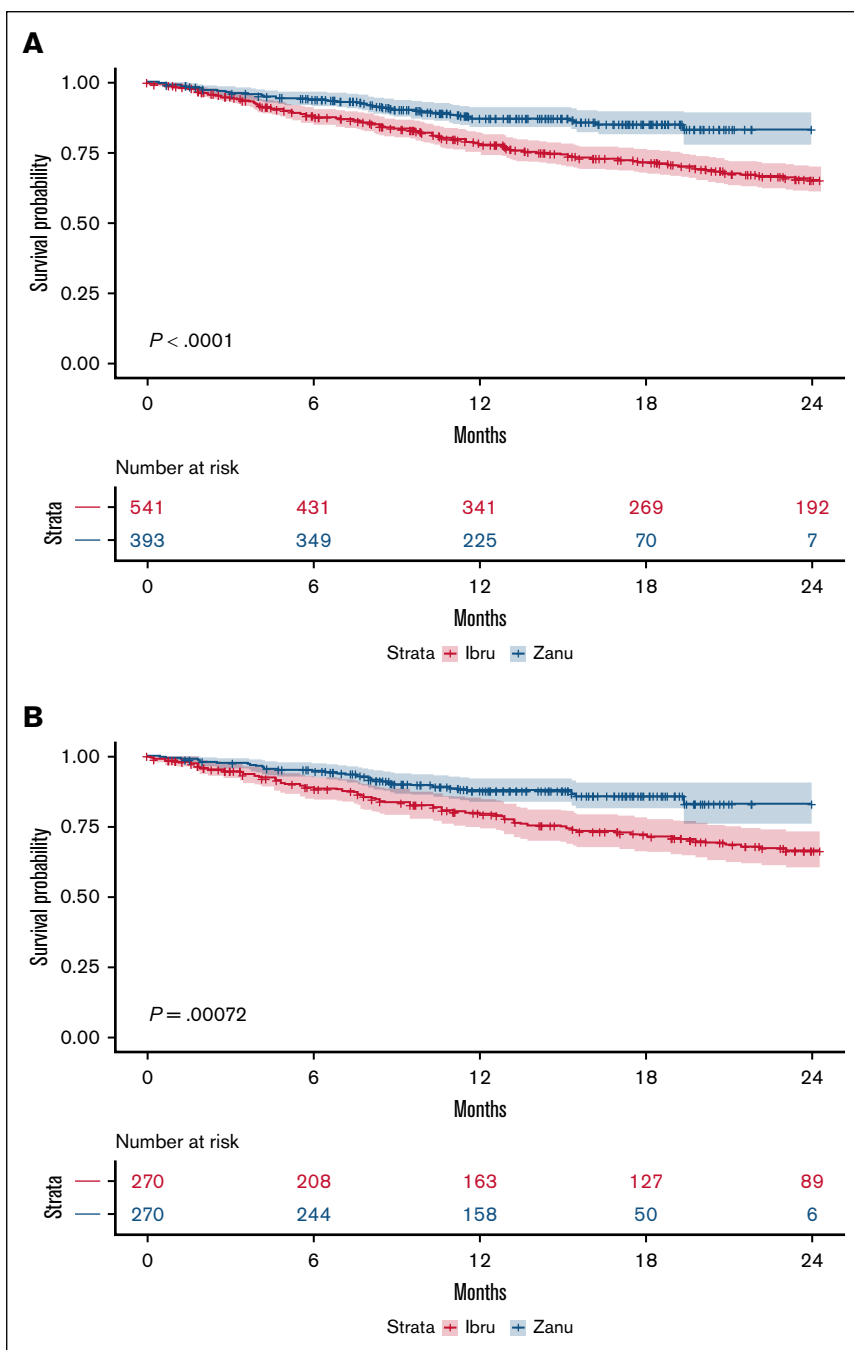 A
1.00
0.75
0.50
0.25
0.00
Survival probability
P < .0001
0 6 12 18 24
Months
Number at risk
Strata
541 431 341 269 192
393 349 225 70 7
0 6 12 18 24
Months
Strata Ibru Zanu
B
1.00
0.75
0.50
0.25
0.00
Survival probability
P = .00072
0 6 12 18 24
Months
Number at risk
Strata
270 208 163 127 89
270 244 158 50 6
0 6 12 18 24
Months
Strata Ibru Zanu